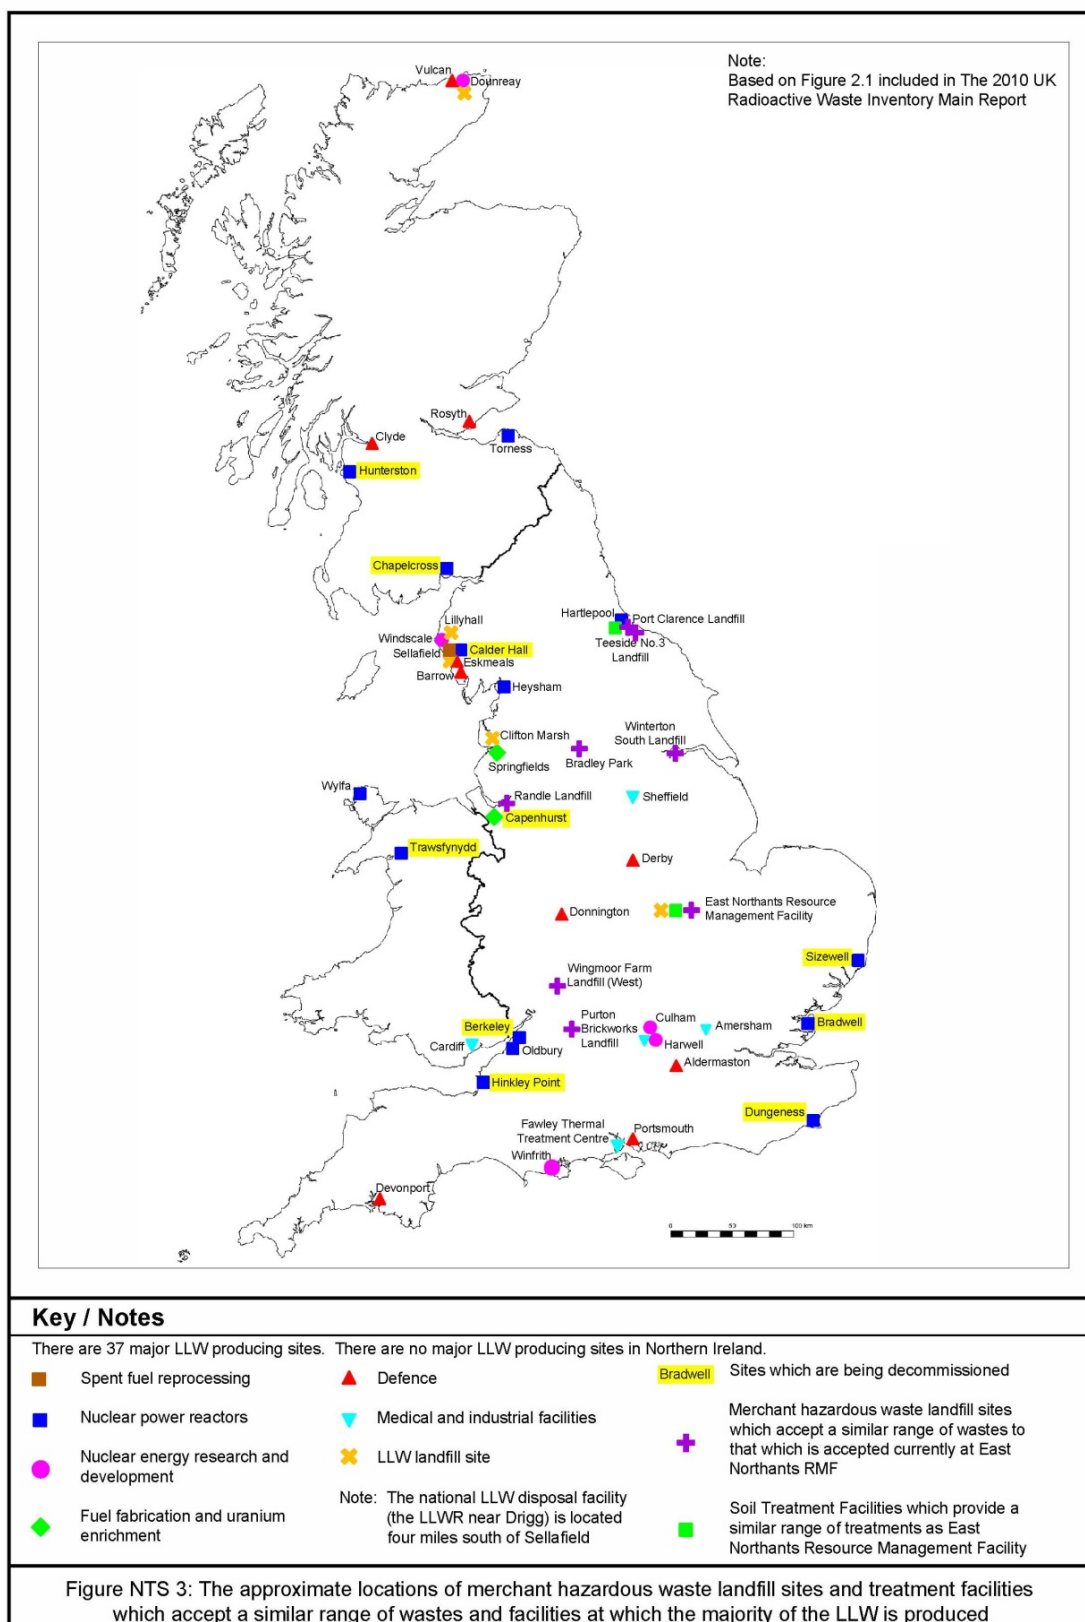 Note:
Based on Figure 2.1 included in The 2010 UK
Radioactive Waste Inventory Main Report
Vulcan
Dounreay
Rosyth
Clyde
Torness
Hunterston
Chapelcross
Lillyhall
Hartlepool
Port Clarence Landfill
Windscale
Teeside No.3
Landfill
Sellafield
Calder Hall
Eskmeals
Barrow
Heysham
Clifton Marsh
Winterton
South Landfill
Springfields
Bradley Park
Wylfa
Randle Landfill
Sheffield
Capenhurst
Trawsfynydd
Derby
Donnington
East Northants Resource
Management Facility
Sizewell
Wingmoor Farm
Landfill (West)
Berkeley
Purton
Brickworks
Landfill
Culham
Amersham
Bradwell
Cardiff
Oldbury
Harwell
Aldermaston
Hinkley Point
Dungeness
Fawley Thermal
Treatment Centre
Portsmouth
Winfrith
Devonport
0 50 100 km
Key / Notes
There are 37 major LLW producing sites. There are no major LLW producing sites in Northern Ireland.
Spent fuel reprocessing
Nuclear power reactors
Nuclear energy research and
development
Fuel fabrication and uranium
enrichment
Defence
Medical and industrial facilities
LLW landfill site
Note: The national LLW disposal facility
(the LLWR near Drigg) is located
four miles south of Sellafield
Bradwell Sites which are being decommissioned
Merchant hazardous waste landfill sites
which accept a similar range of wastes to
that which is accepted currently at East
Northants RMF
Soil Treatment Facilities which provide a
similar range of treatments as East
Northants Resource Management Facility
Figure NTS 3: The approximate locations of merchant hazardous waste landfill sites and treatment facilities
which accept a similar range of wastes and facilities at which the majority of the LLW is produced